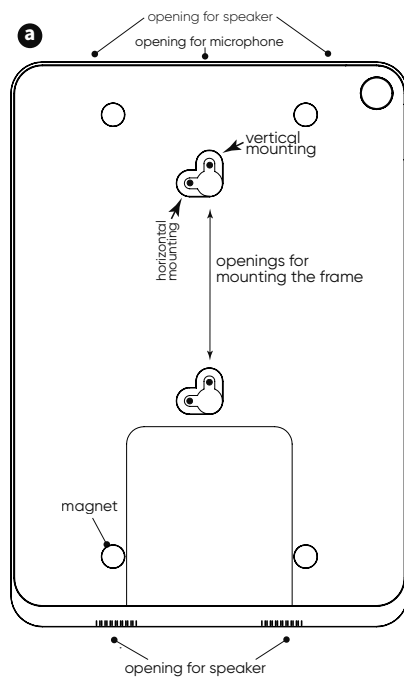 opening for speaker
a
opening for microphone
vertical
mounting
horizontal
mounting
openings for
mounting the frame
magnet
opening for speaker